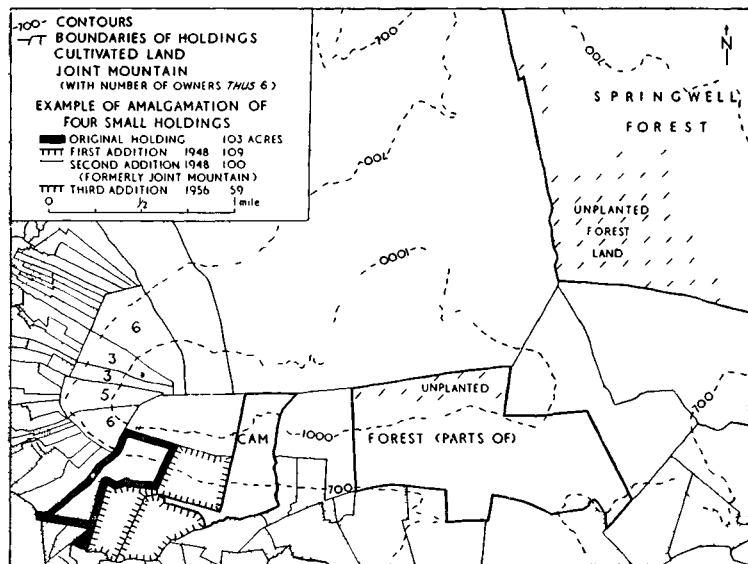 -700- CONTOURS
BOUNDARIES OF HOLDINGS
CULTIVATED LAND
JOINT MOUNTAIN
(WITH NUMBER OF OWNERS THUS 6)
EXAMPLE OF AMALGAMATION OF
FOUR SMALL HOLDINGS
ORIGINAL HOLDING 103 ACRES
FIRST ADDITION 1948 109
SECOND ADDITION 1948 100
(FORMERLY JOINT MOUNTAIN)
THIRD ADDITION 1956 59
0 ½ 1 mile
700
700
N
SPRINGWELL
FOREST
700
UNPLANTED
FOREST
LAND
1000
6
3
3
5
6
UNPLANTED
CAM
1000
FOREST (PARTS OF)
700
700